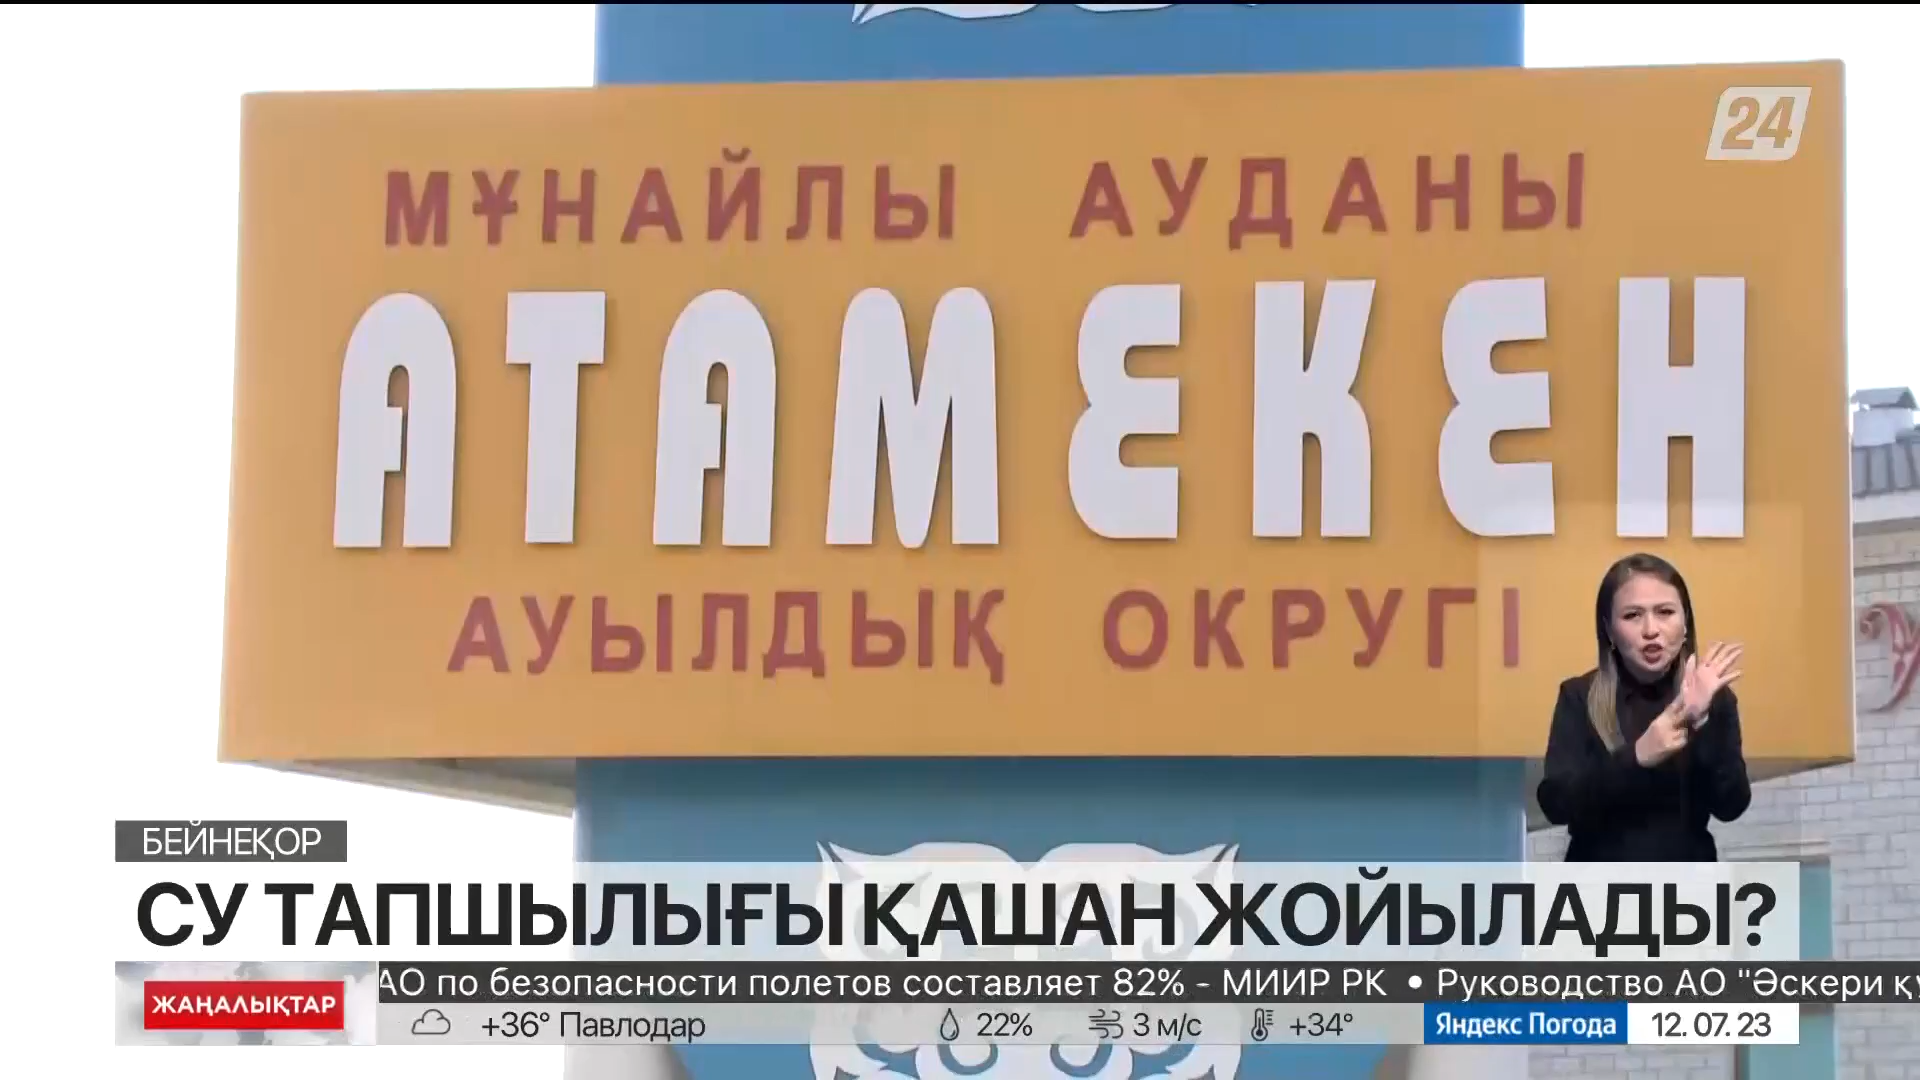 24
МҰНАЙЛЫ АУДАНЫ
АТАМЕКЕН
АУЫЛДЫҚ ОКРУГІ
БЕЙНЕҚОР
СУ ТАПШЫЛЫҒЫ ҚАШАН ЖОЙЫЛАДЫ?
АО по безопасности полетов составляет 82% - МИИР РК • Руководство АО "Әскери қ
ЖАҢАЛЫҚТАР
+36° Павлодар 22% 3 м/с +34° Яндекс Погода 12. 07. 23